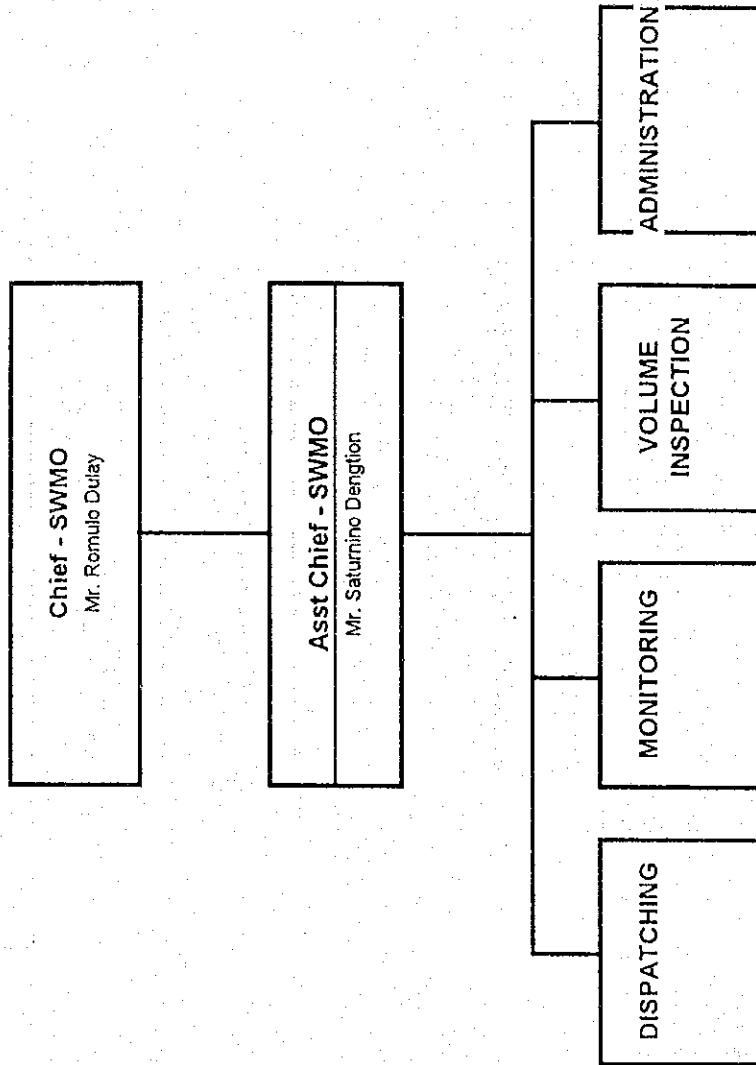 Chief - SWMO
Mr. Romulo Dulay
Asst Chief - SWMO
Mr. Saturnino Dengtion
DISPATCHING
MONITORING
VOLUME
INSPECTION
ADMINISTRATION